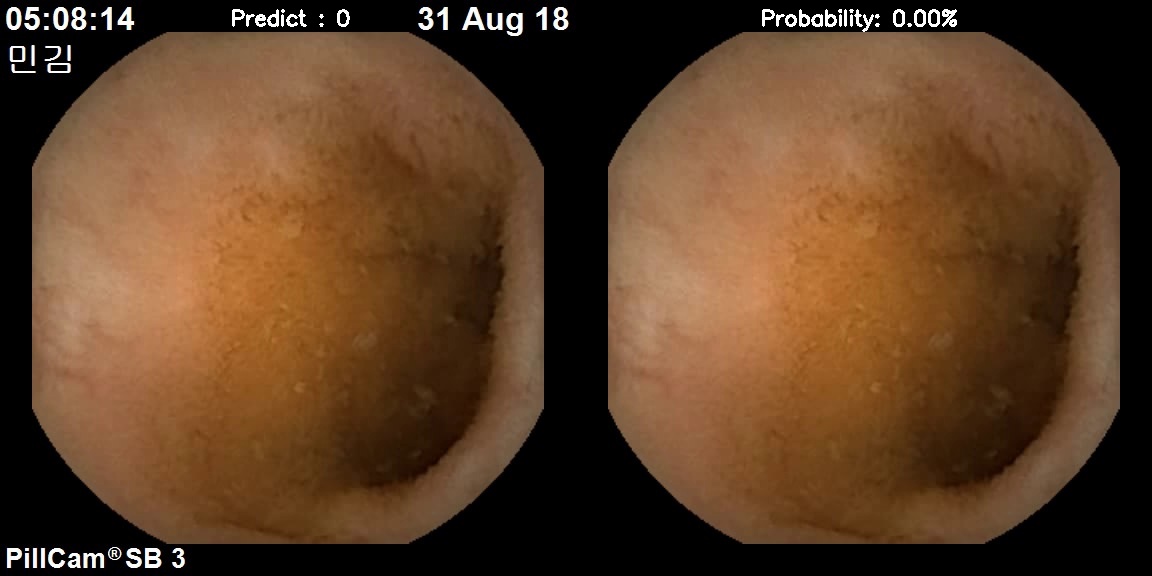 05:08:14 Predict : 0 31 Aug 18 Probability: 0.00%
민김
PillCam® SB 3